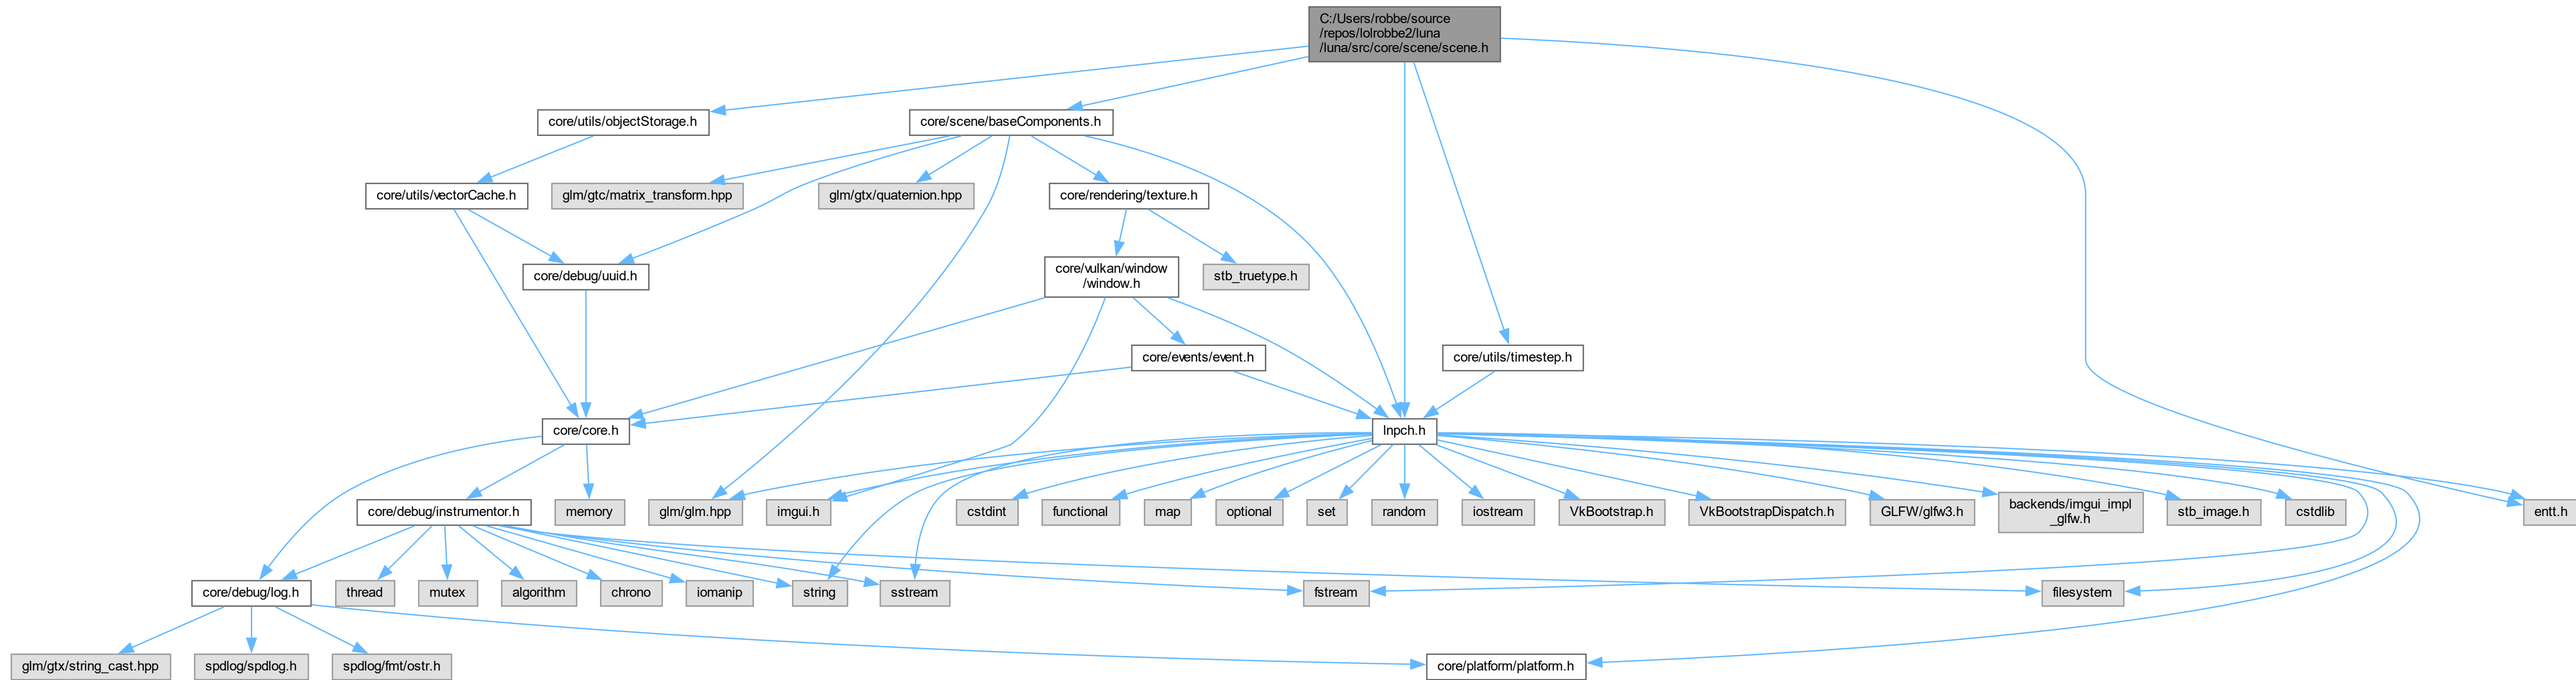 C:/Users/robbe/source
/repos/lolrobbe2/luna
/luna/src/core/scene/scene.h
core/utils/objectStorage.h
core/scene/baseComponents.h
core/utils/vectorCache.h
glm/gtc/matrix_transform.hpp
glm/gtx/quaternion.hpp
core/rendering/texture.h
core/debug/uuid.h
core/vulkan/window
/window.h
stb_truetype.h
core/events/event.h
core/utils/timestep.h
core/core.h
lnpch.h
core/debug/instrumentor.h
memory
glm/glm.hpp
imgui.h
cstdint
functional
map
optional
set
random
iostream
VkBootstrap.h
VkBootstrapDispatch.h
GLFW/glfw3.h
backends/imgui_impl
_glfw.h
stb_image.h
cstdlib
entt.h
core/debug/log.h
thread
mutex
algorithm
chrono
iomanip
string
sstream
fstream
filesystem
glm/gtx/string_cast.hpp
spdlog/spdlog.h
spdlog/fmt/ostr.h
core/platform/platform.h